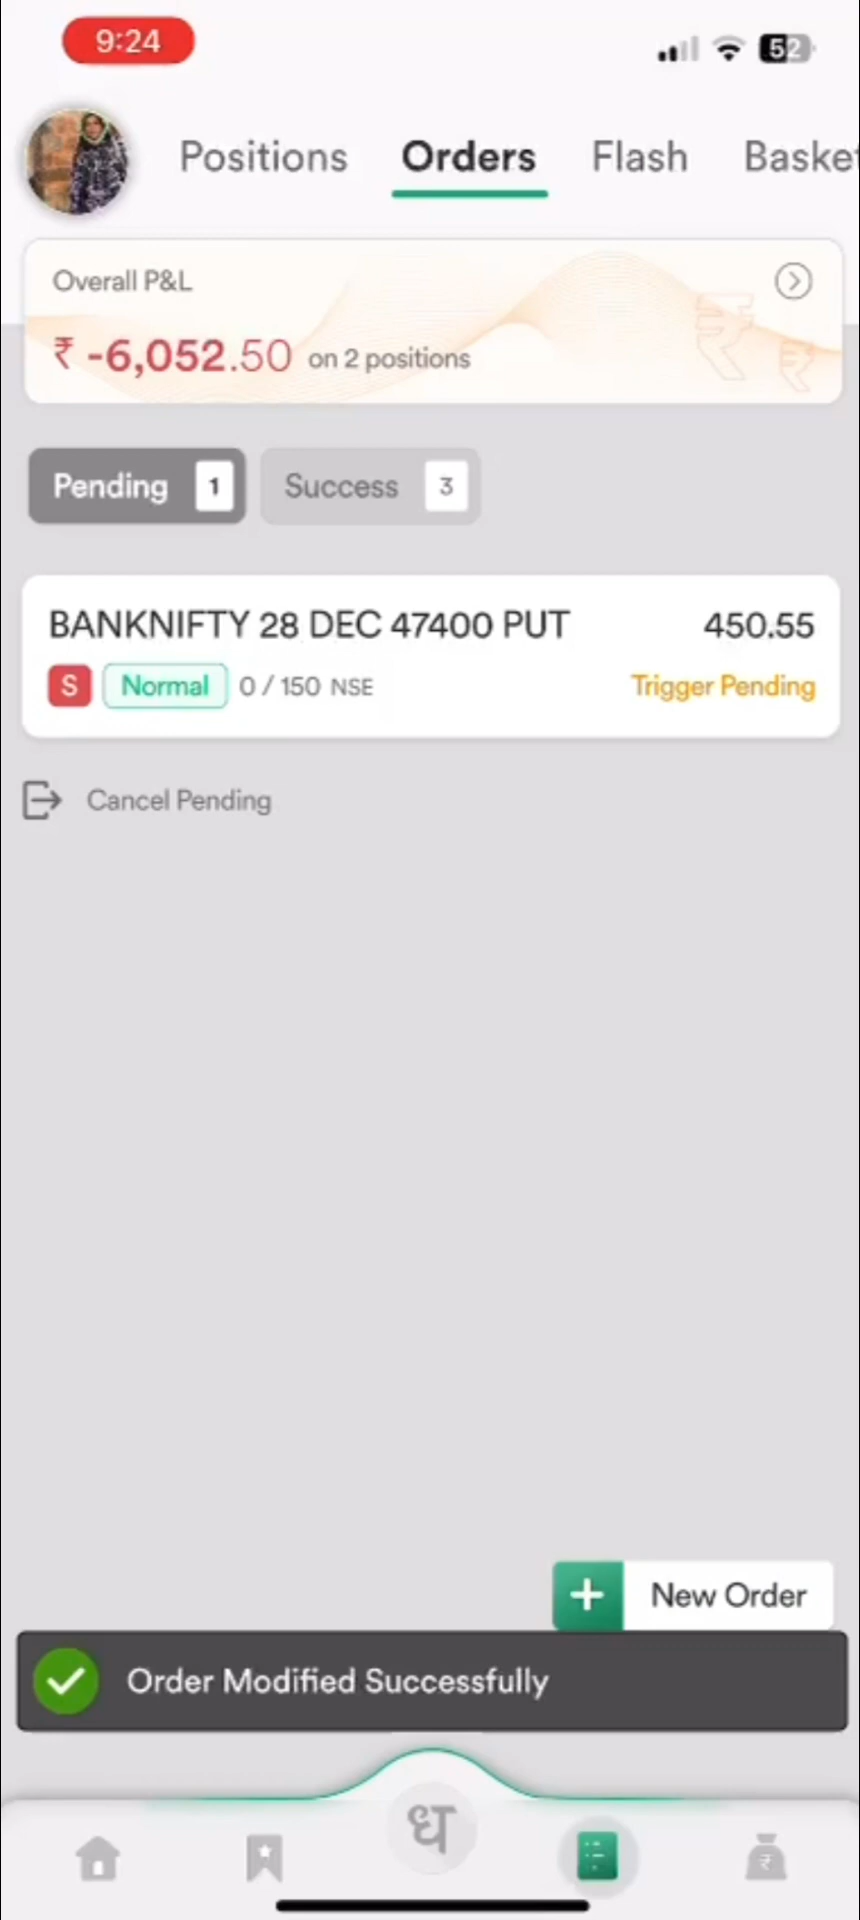 9:24
52
Positions Orders Flash Basket
Overall P&L
₹ -6,052.50 on 2 positions
Pending 1 Success 3
BANKNIFTY 28 DEC 47400 PUT 450.55
S Normal 0 / 150 NSE Trigger Pending
Cancel Pending
+ New Order
Order Modified Successfully
ध